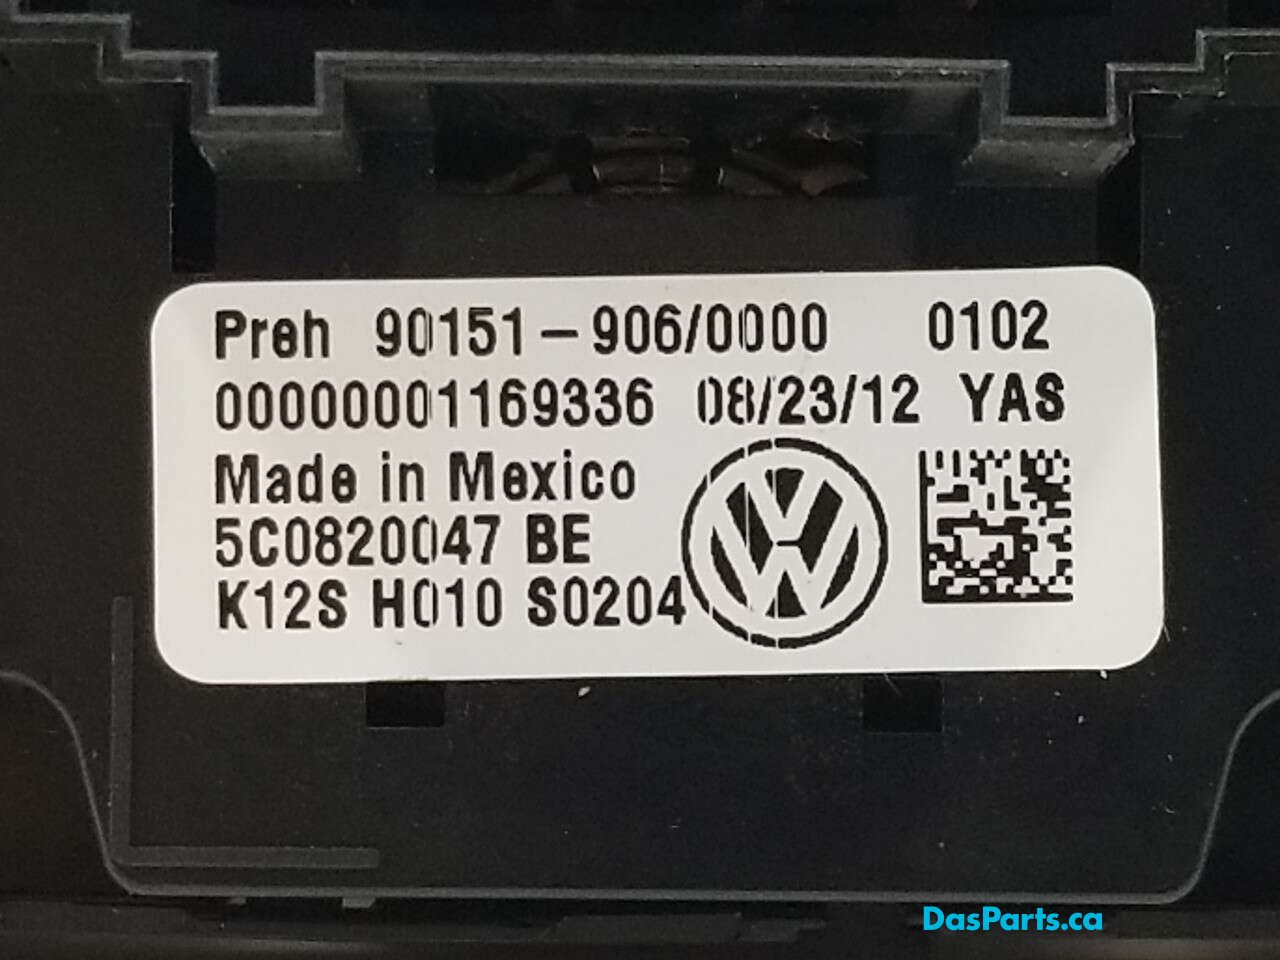 Preh 90151-906/0000 0102
00000001169336 08/23/12 YAS
Made in Mexico
5C0820047 BE
K12S H010 S0204
DasParts.ca